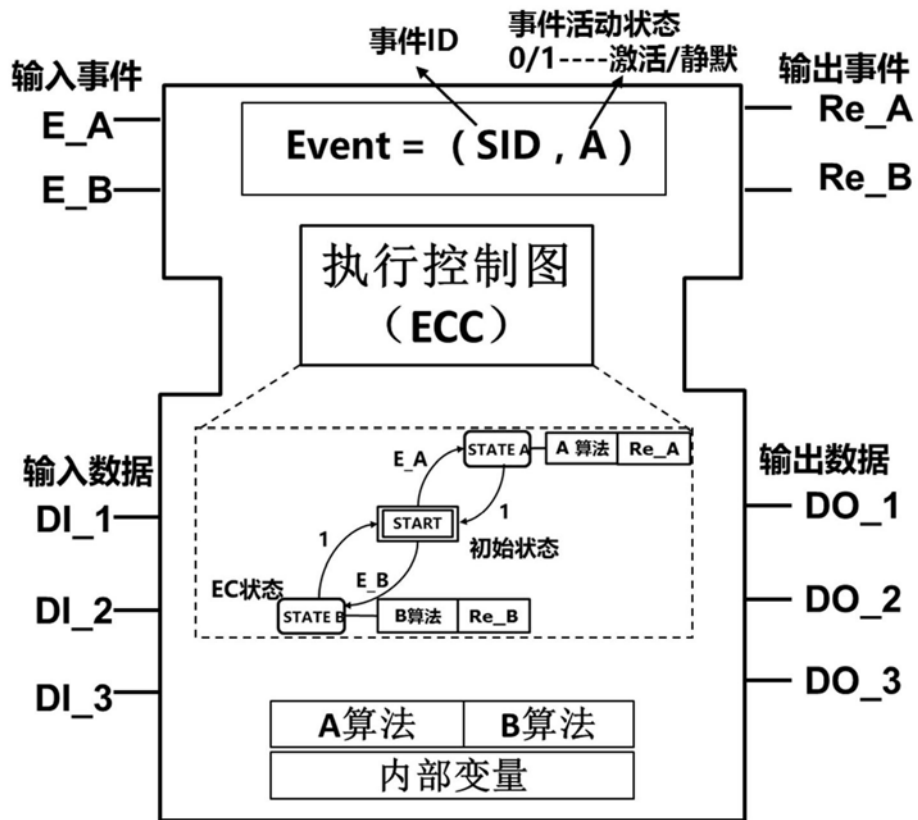 事件ID
事件活动状态
0/1----激活/静默
输入事件
输出事件
E_A
E_B
Re_A
Re_B
Event = ( SID , A )
执行控制图
（ECC）
输入数据
DI_1
DI_2
DI_3
输出数据
DO_1
DO_2
DO_3
STATE A
A 算法
Re_A
E_A
1
START
初始状态
1
E_B
EC状态
STATE B
B算法
Re_B
A算法
B算法
内部变量